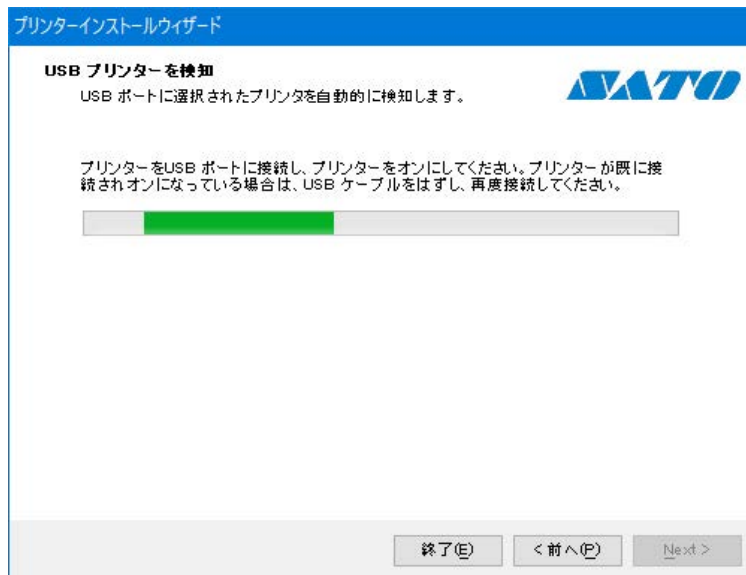 プリンターインストールウィザード
USB プリンターを検知
USB ポートに選択されたプリンタを自動的に検知します。
SATO
プリンターをUSB ポートに接続し、プリンターをオンにしてください。プリンターが既に接
続されオンになっている場合は、USB ケーブルをはずし、再度接続してください。
終了(E)
<前へ(P)
Next >